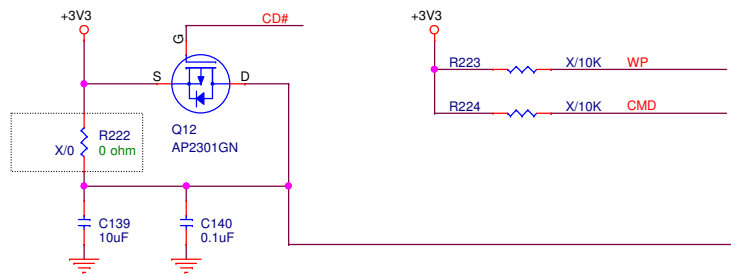 +3V3
CD#
G
S
D
Q12
AP2301GN
R222
X/0
0 ohm
C139
10uF
C140
0.1uF
+3V3
R223
X/10K
WP
R224
X/10K
CMD